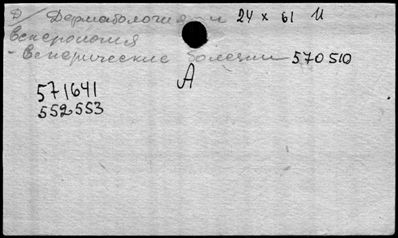 Д/ Дерматология и 24 x 61 И
венерология
- Венерические болезни 570510
А
571641
552553